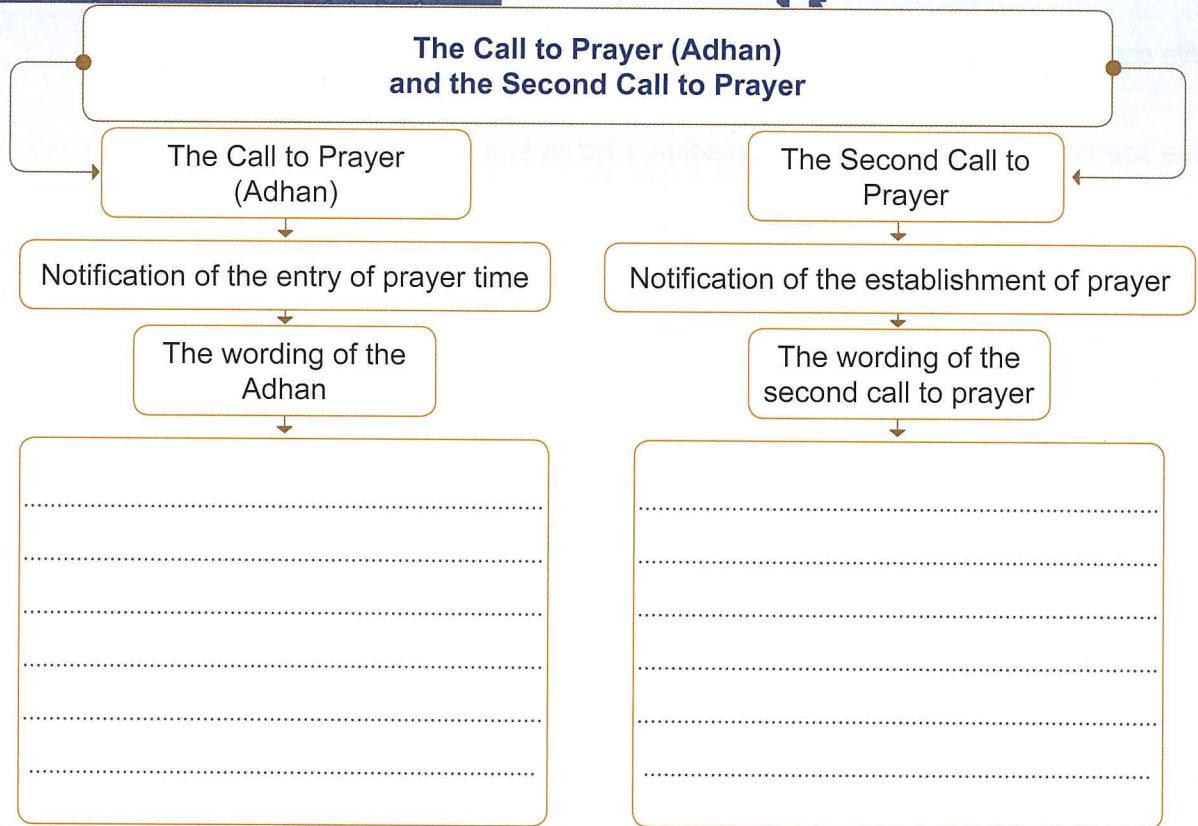 The Call to Prayer (Adhan)
and the Second Call to Prayer
The Call to Prayer
(Adhan)
The Second Call to
Prayer
Notification of the entry of prayer time
Notification of the establishment of prayer
The wording of the
Adhan
The wording of the
second call to prayer